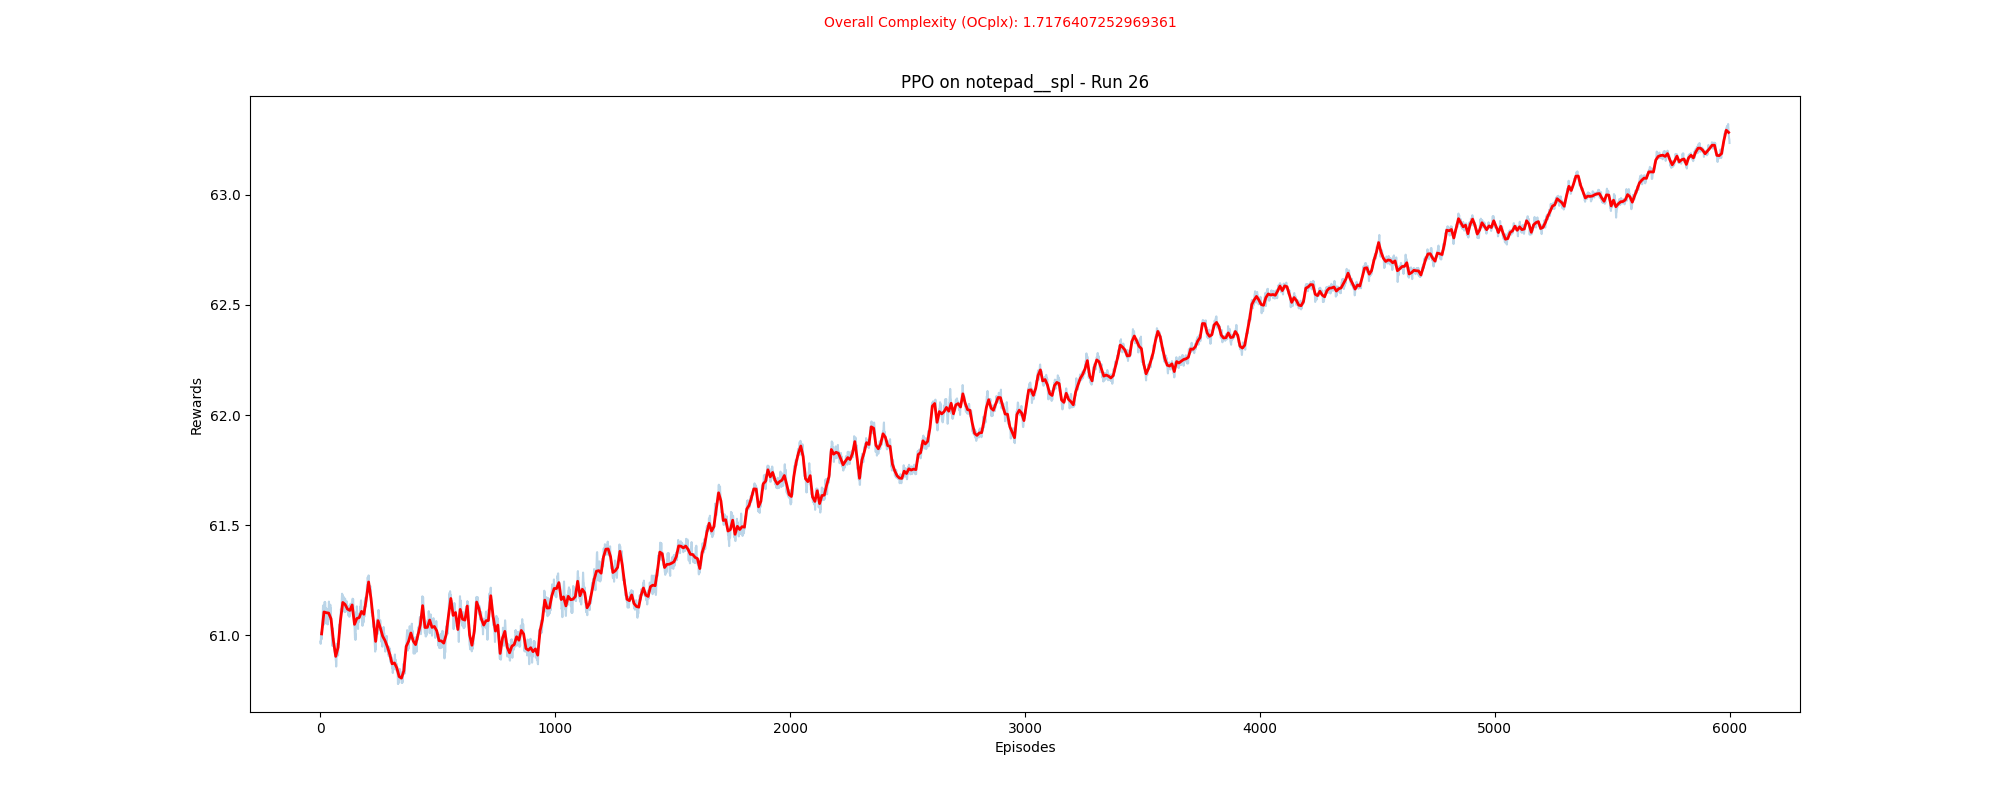 Overall Complexity (OCplx): 1.7176407252969361
PPO on notepad__spl - Run 26
Rewards
63.0
62.5
62.0
61.5
61.0
0 1000 2000 3000 4000 5000 6000
Episodes